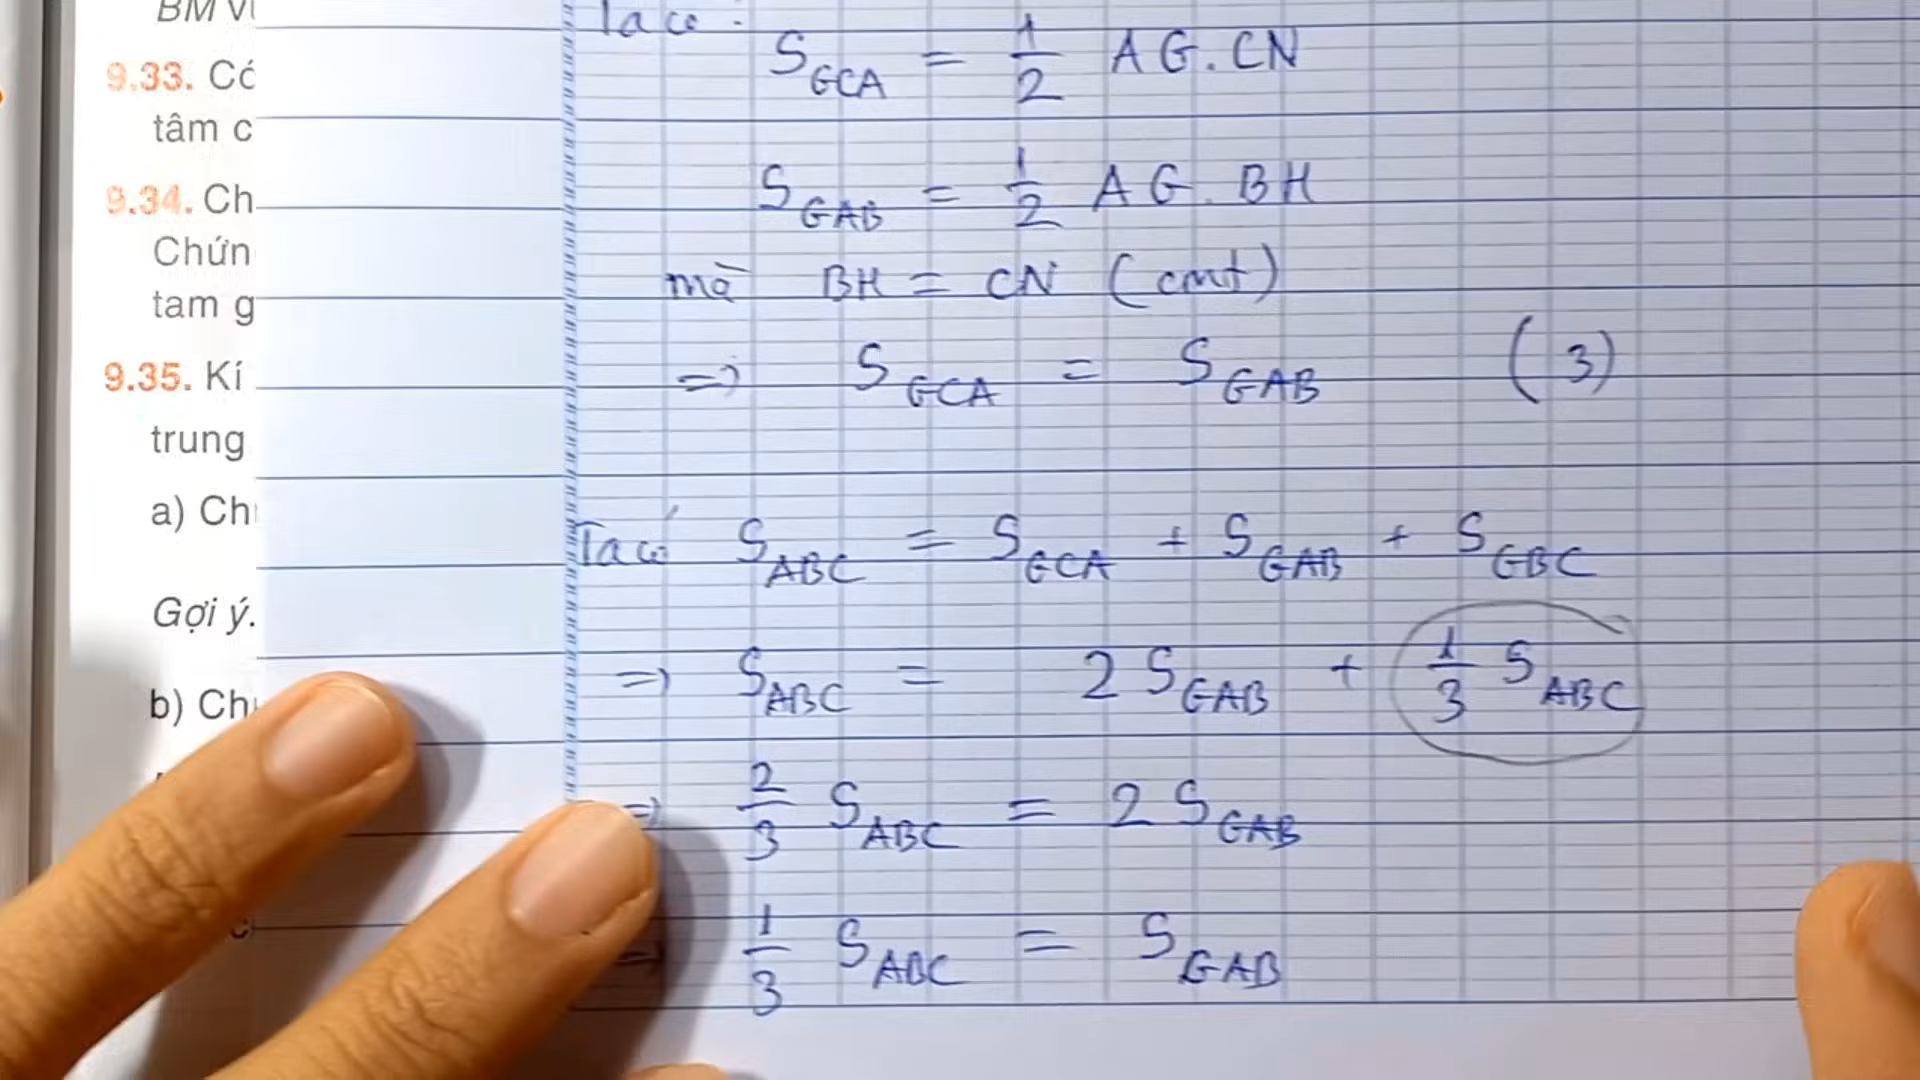 BM
9.33. Có
tâm c
9.34. Ch
Chứn
tam g
9.35. Kí
trung
a) Ch
Gợi ý.
b) Ch
Ta có :
S_GCA = 1/2 AG . CN
S_GAB = 1/2 AG . BH
mà BH = CN (cmt)
=> S_GCA = S_GAB (3)
Ta có S_ABC = S_GCA + S_GAB + S_GBC
=> S_ABC = 2 S_GAB + 1/3 S_ABC
=> 2/3 S_ABC = 2 S_GAB
=> 1/3 S_ABC = S_GAB